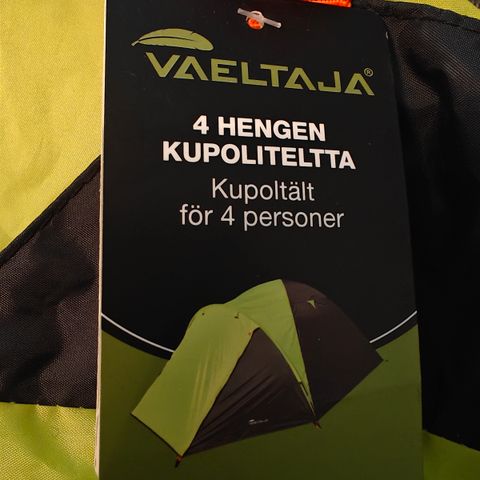 VAELTAJA®
4 HENGEN
KUPOLITELTTA
Kupoltält
för 4 personer